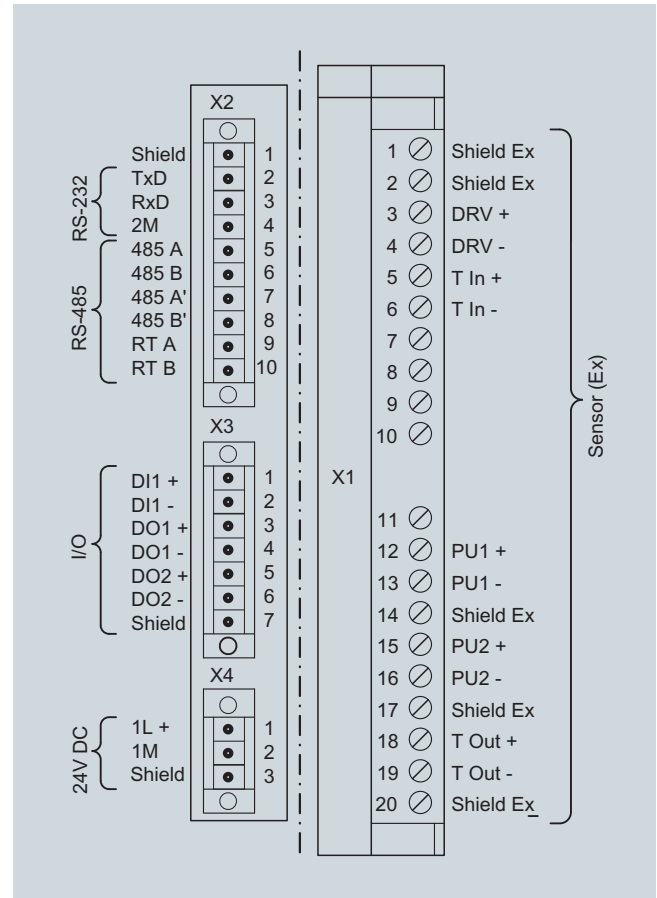 X2
Shield 1
TxD 2
RxD 3
2M 4
RS-232
485 A 5
485 B 6
485 A' 7
485 B' 8
RT A 9
RT B 10
RS-485
X3
DI1 + 1
DI1 - 2
DO1 + 3
DO1 - 4
DO2 + 5
DO2 - 6
Shield 7
I/O
X4
1L + 1
1M 2
Shield 3
24V DC
X1
1 Shield Ex
2 Shield Ex
3 DRV +
4 DRV -
5 T In +
6 T In -
7
8
9
10
11
12 PU1 +
13 PU1 -
14 Shield Ex
15 PU2 +
16 PU2 -
17 Shield Ex
18 T Out +
19 T Out -
20 Shield Ex_
Sensor (Ex)